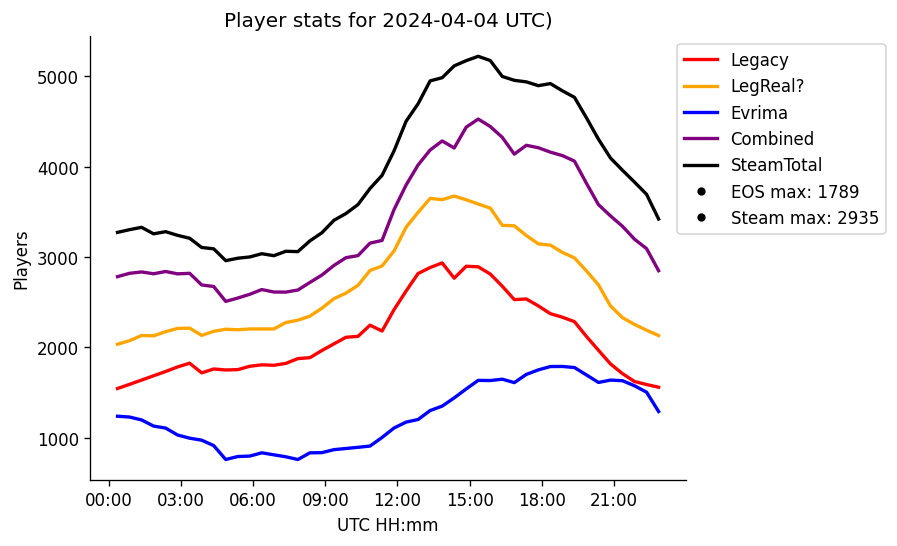 Player stats for 2024-04-04 UTC)
Players
5000
4000
3000
2000
1000
00:00 03:00 06:00 09:00 12:00 15:00 18:00 21:00
UTC HH:mm
Legacy
LegReal?
Evrima
Combined
SteamTotal
EOS max: 1789
Steam max: 2935